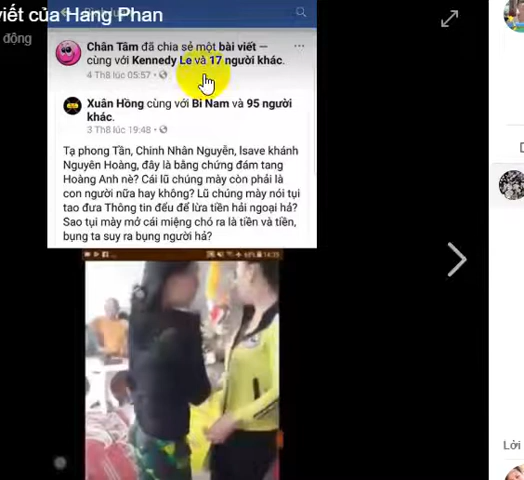 viết của Hang Phan
động
Chân Tâm đã chia sẻ một bài viết —
cùng với Kennedy Le và 17 người khác.
4 Th8 lúc 05:57
Xuân Hồng cùng với Bi Nam và 95 người
khác.
3 Th8 lúc 19:48
Tạ phong Tần, Chinh Nhân Nguyễn, Isave khánh
Nguyên Hoàng, đây là bằng chứng đám tang
Hoàng Anh nè? Cái lũ chúng mày còn phải là
con người nữa hay không? Lũ chúng mày nói tụi
tao đưa Thông tin đểu để lừa tiền hải ngoại hả?
Sao tụi mày mở cái miệng chó ra là tiền và tiền,
bụng ta suy ra bụng người hả?
Lời